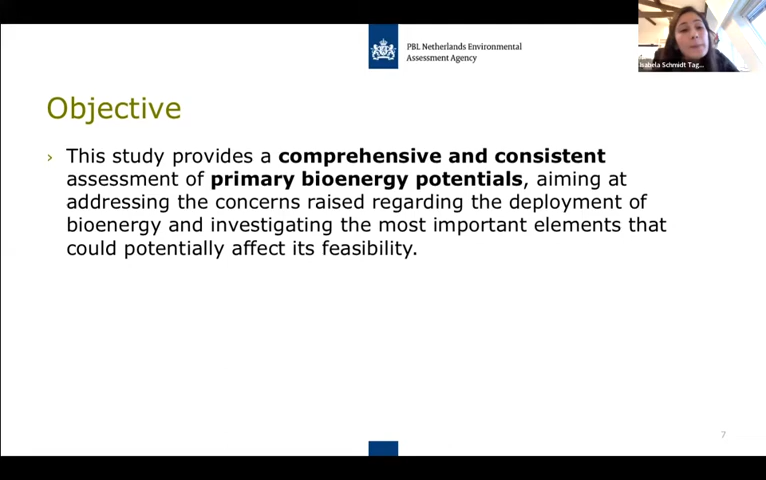 PBL Netherlands Environmental
Assessment Agency
Isabela Schmidt Tag...
Objective
› This study provides a comprehensive and consistent
assessment of primary bioenergy potentials, aiming at
addressing the concerns raised regarding the deployment of
bioenergy and investigating the most important elements that
could potentially affect its feasibility.
7